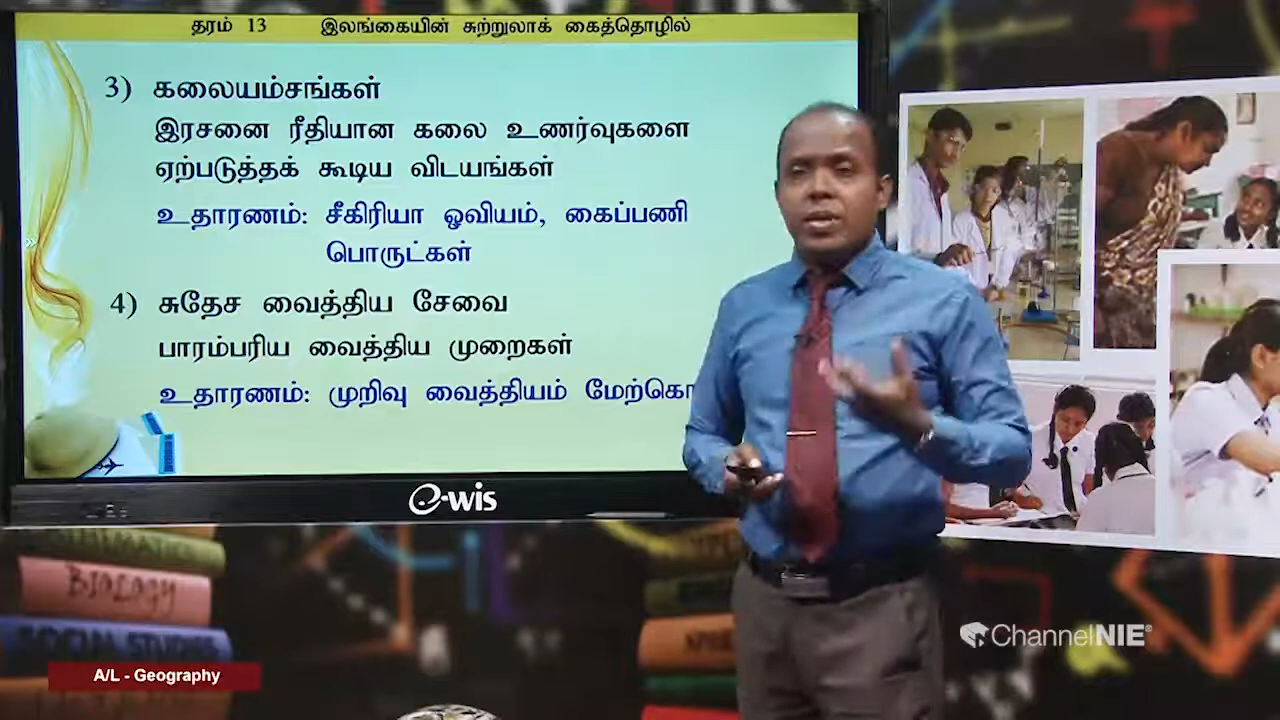 தரம் 13 இலங்கையின் சுற்றுலாக் கைத்தொழில்
3) கலையம்சங்கள்
இரசனை ரீதியான கலை உணர்வுகளை
ஏற்படுத்தக் கூடிய விடயங்கள்
உதாரணம்: சீகிரியா ஓவியம், கைப்பணி
பொருட்கள்
4) சுதேச வைத்திய சேவை
பாரம்பரிய வைத்திய முறைகள்
உதாரணம்: முறிவு வைத்தியம்
e-wis
MATHEMATICS
BIOLOGY
SOCIAL STUDIES
A/L - Geography
ChannelNIE